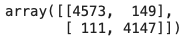 array([[4573,  149],
       [ 111, 4147]])